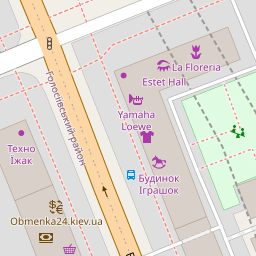 La Floreria
Estet Hall
Yamaha
Loewe
Голосіївський район
Техно
Їжак
Будинок
Іграшок
Obmenka24.kiev.ua